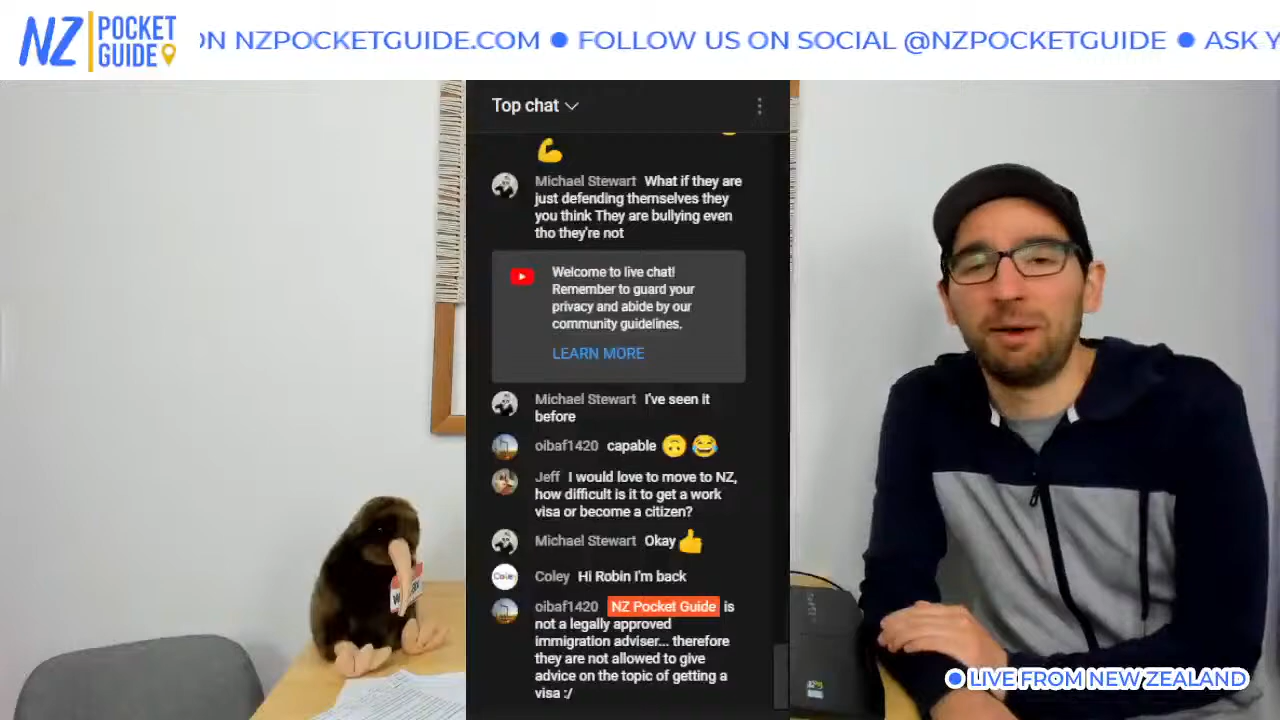 NZ POCKET GUIDE
ON NZPOCKETGUIDE.COM ● FOLLOW US ON SOCIAL @NZPOCKETGUIDE ● ASK Y
Top chat
Michael Stewart What if they are
just defending themselves they
you think They are bullying even
tho they're not
Welcome to live chat!
Remember to guard your
privacy and abide by our
community guidelines.
LEARN MORE
Michael Stewart I've seen it
before
oibaf1420 capable 🙃 😂
Jeff I would love to move to NZ,
how difficult is it to get a work
visa or become a citizen?
Michael Stewart Okay 👍
Coley Hi Robin I'm back
oibaf1420 NZ Pocket Guide is
not a legally approved
immigration adviser... therefore
they are not allowed to give
advice on the topic of getting a
visa :/
LIVE FROM NEW ZEALAND